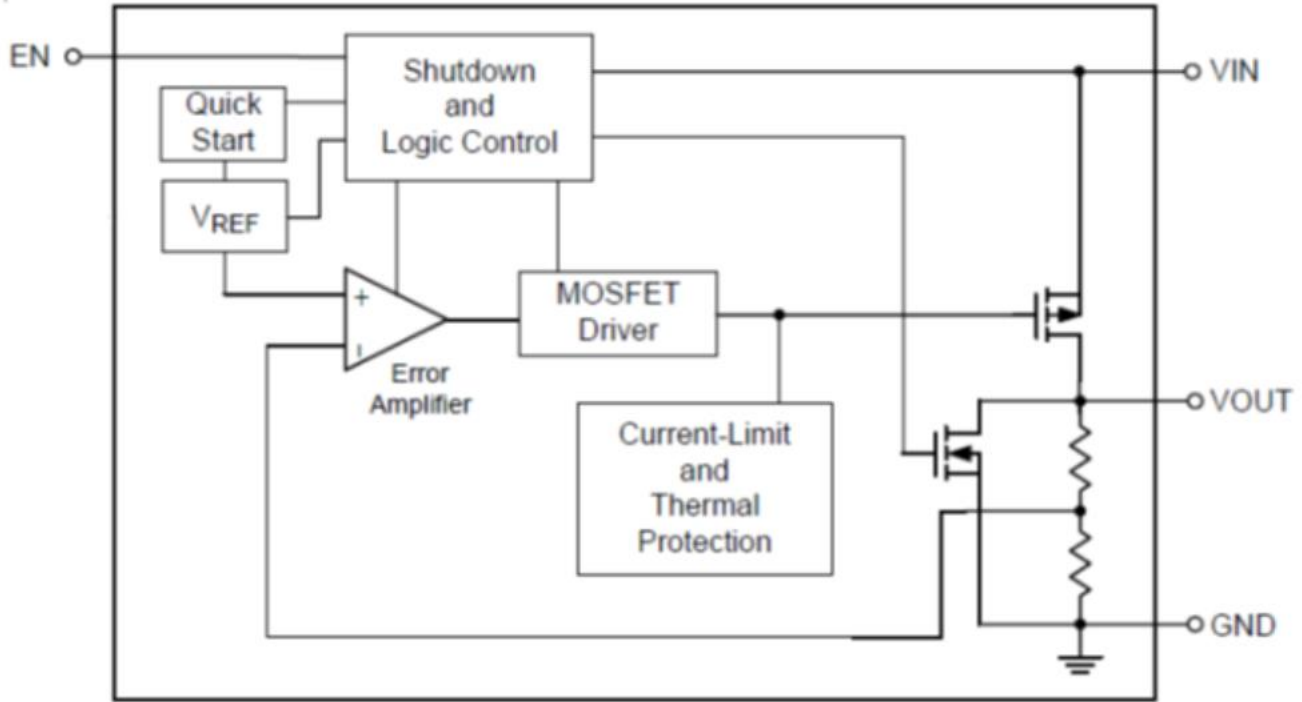 EN
Shutdown
and
Logic Control
VIN
Quick
Start
VREF
+
MOSFET
Driver
Error
Amplifier
VOUT
Current-Limit
and
Thermal
Protection
GND